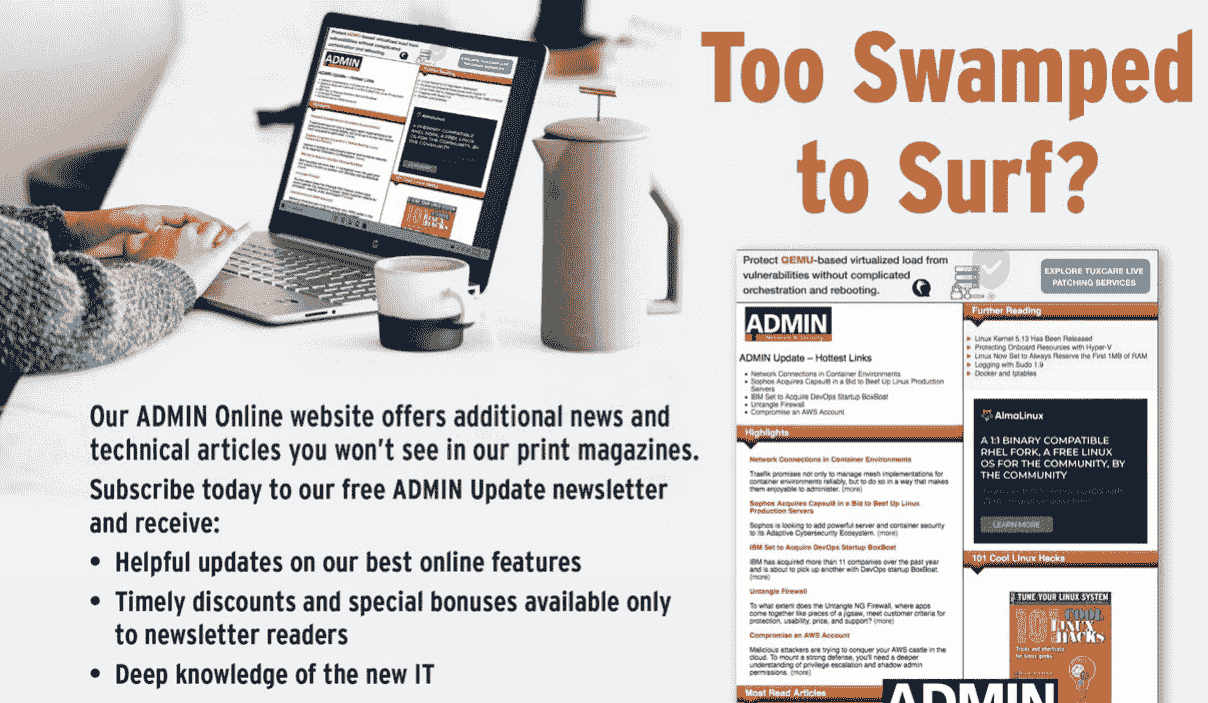 Too Swamped
to Surf?
Our ADMIN Online website offers additional news and
technical articles you won't see in our print magazines.
Subscribe today to our free ADMIN Update newsletter
and receive:
• Helpful updates on our best online features
• Timely discounts and special bonuses available only
to newsletter readers
• Deep knowledge of the new IT
Protect QEMU-based virtualized load from
vulnerabilities without complicated
orchestration and rebooting.
EXPLORE TUXCARE LIVE
PATCHING SERVICES
ADMIN
Network & Security
ADMIN Update – Hottest Links
• Network Connections in Container Environments
• Sophos Acquires Capsul8 in a Bid to Beef Up Linux Production
Servers
• IBM Set to Acquire DevOps Startup BoxBoat
• Untangle Firewall
• Compromise an AWS Account
Highlights
Network Connections in Container Environments
Traefik promises not only to manage mesh implementations for
container environments reliably, but to do so in a way that makes
them enjoyable to administer. (more)
Sophos Acquires Capsul8 in a Bid to Beef Up Linux
Production Servers
Sophos is looking to add powerful server and container security
to its Adaptive Cybersecurity Ecosystem. (more)
IBM Set to Acquire DevOps Startup BoxBoat
IBM has acquired more than 11 companies over the past year
and is about to pick up another with DevOps startup BoxBoat.
(more)
Untangle Firewall
To what extent does the Untangle NG Firewall, where apps
come together like pieces of a jigsaw, meet customer criteria for
protection, usability, price, and support? (more)
Compromise an AWS Account
Malicious attackers are trying to conquer your AWS castle in the
cloud. To mount a strong defense, you'll need a deeper
understanding of privilege escalation and shadow admin
permissions. (more)
Most Read Articles
ADMIN
Further Reading
Linux Kernel 5.13 Has Been Released
Protecting Onboard Resources with Hyper-V
Linux Now Set to Always Reserve the First 1MB of RAM
Logging with Sudo 1.9
Docker and iptables
AlmaLinux
A 1:1 BINARY COMPATIBLE
RHEL FORK, A FREE LINUX
OS FOR THE COMMUNITY, BY
THE COMMUNITY
LEARN MORE
101 Cool Linux Hacks
TUNE YOUR LINUX SYSTEM
101 COOL
LINUX
HACKS
Tricks and shortcuts
for Linux geeks